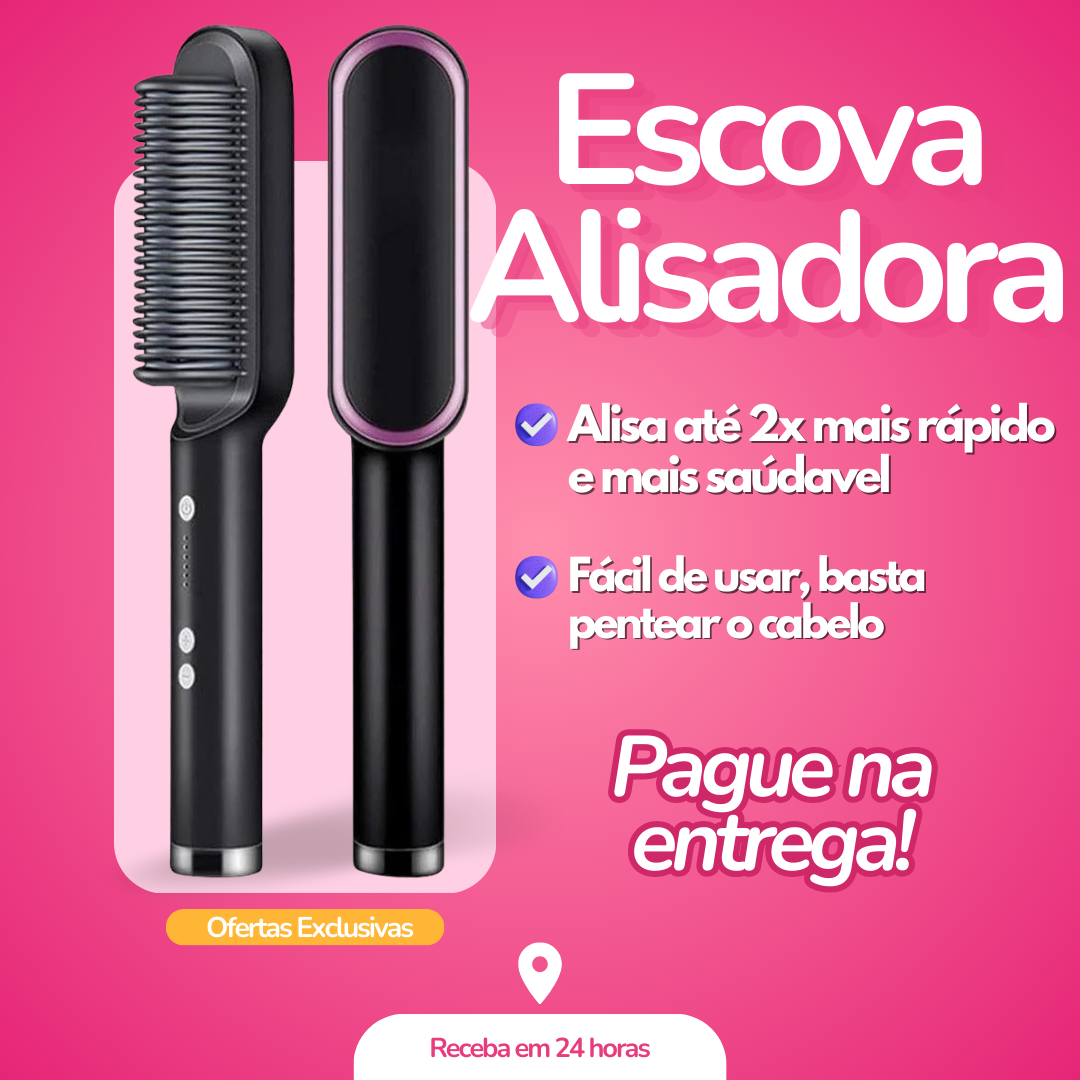 Escova
Alisadora
Alisa até 2x mais rápido
e mais saúdavel
Fácil de usar, basta
pentear o cabelo
Pague na
entrega!
Ofertas Exclusivas
Receba em 24 horas